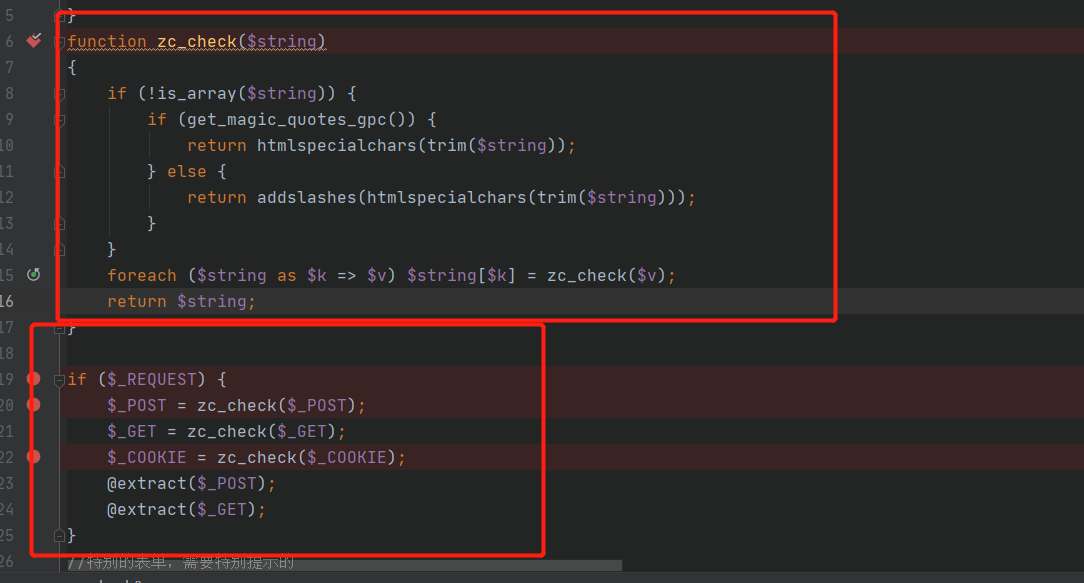 5 }
6 function zc_check($string)
7 {
8 if (!is_array($string)) {
9 if (get_magic_quotes_gpc()) {
10 return htmlspecialchars(trim($string));
11 } else {
12 return addslashes(htmlspecialchars(trim($string)));
13 }
14 }
15 foreach ($string as $k => $v) $string[$k] = zc_check($v);
16 return $string;
17 }
18
19 if ($_REQUEST) {
20 $_POST = zc_check($_POST);
21 $_GET = zc_check($_GET);
22 $_COOKIE = zc_check($_COOKIE);
23 @extract($_POST);
24 @extract($_GET);
25 }
26 //特别的表单，需要特别提示的